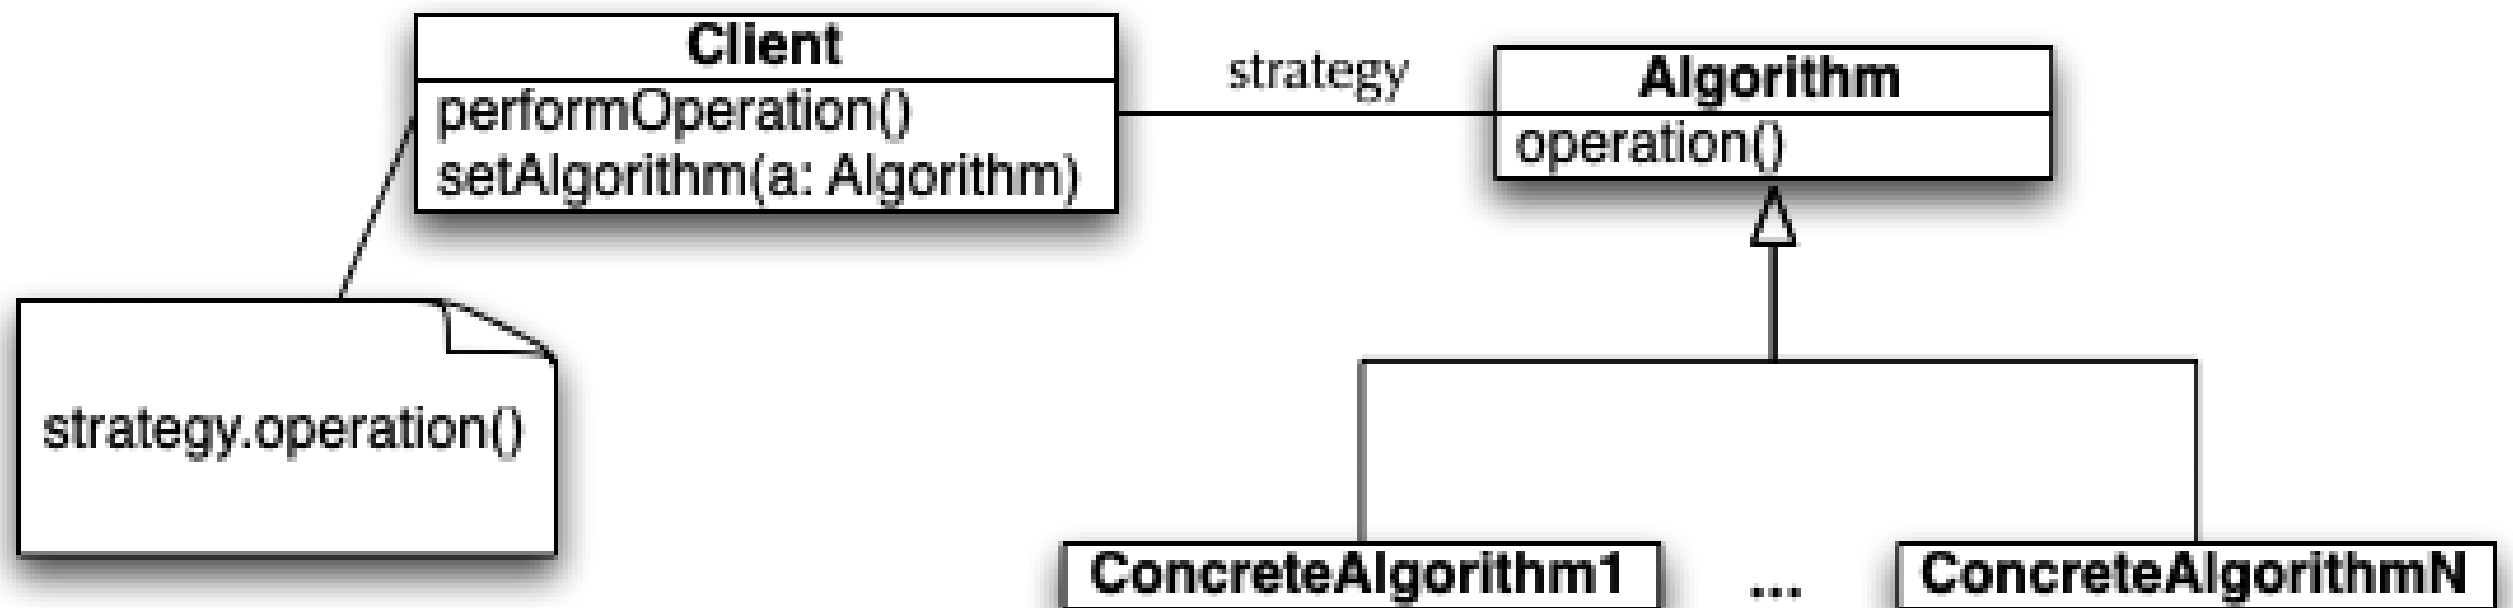 Client
performOperation()
setAlgorithm(a: Algorithm)
strategy
Algorithm
operation()
strategy.operation()
ConcreteAlgorithm1
...
ConcreteAlgorithmN